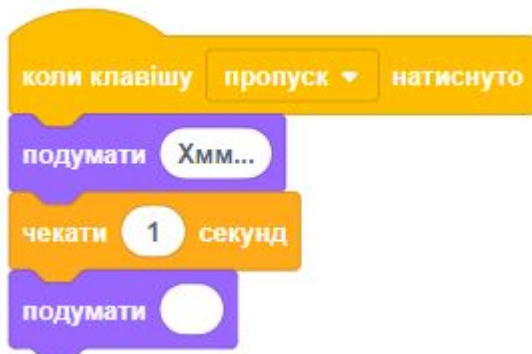 коли клавішу пропуск натиснуто
подумати Хмм...
чекати 1 секунд
подумати